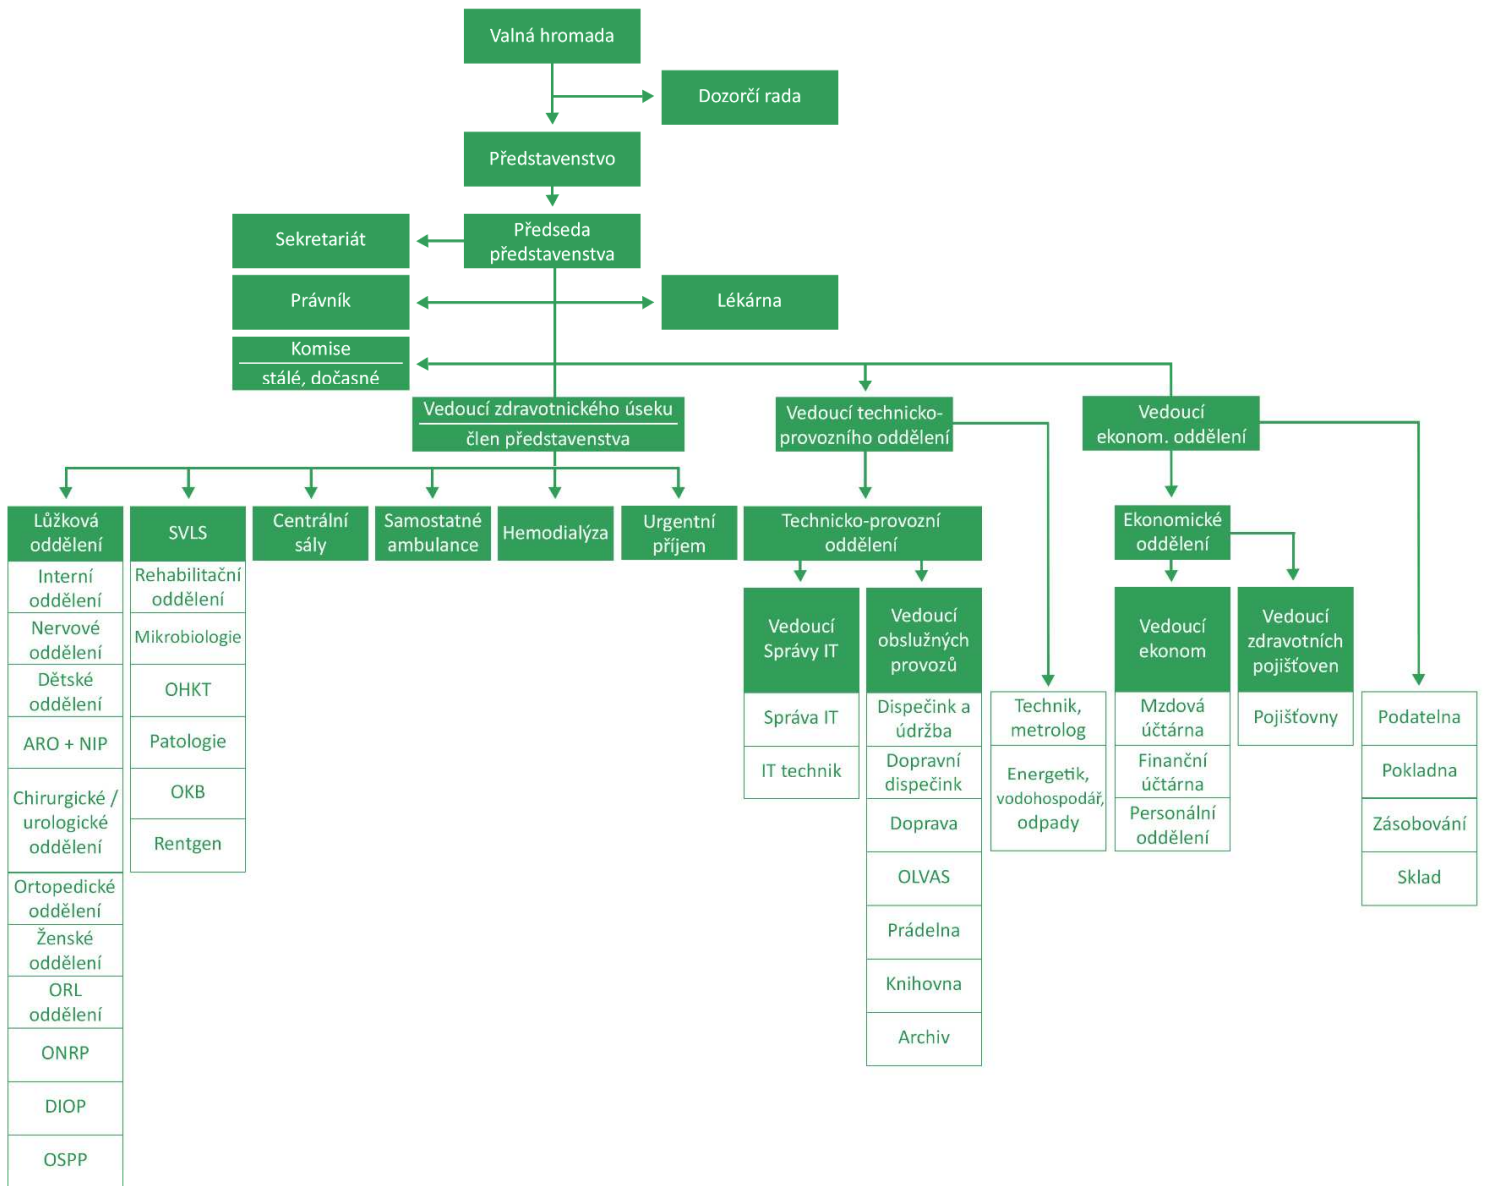 Valná hromada
Dozorčí rada
Představenstvo
Předseda
představenstva
Sekretariát
Právník
Lékárna
Komise
stálé, dočasné
Vedoucí zdravotnického úseku
člen představenstva
Vedoucí technicko-
provozního oddělení
Vedoucí
ekonom. oddělení
Lůžková
oddělení
Interní
oddělení
Nervové
oddělení
Dětské
oddělení
ARO + NIP
Chirurgické /
urologické
oddělení
Ortopedické
oddělení
Ženské
oddělení
ORL
oddělení
ONRP
DIOP
OSPP
SVLS
Rehabilitační
oddělení
Mikrobiologie
OHKT
Patologie
OKB
Rentgen
Centrální
sály
Samostatné
ambulance
Hemodialýza
Urgentní
příjem
Technicko-provozní
oddělení
Vedoucí
Správy IT
Správa IT
IT technik
Vedoucí
obslužných
provozů
Dispečink a
údržba
Dopravní
dispečink
Doprava
OLVAS
Prádelna
Knihovna
Archiv
Technik,
metrolog
Energetik,
vodohospodář,
odpady
Ekonomické
oddělení
Vedoucí
ekonom
Mzdová
účtárna
Finanční
účtárna
Personální
oddělení
Vedoucí
zdravotních
pojišťoven
Pojišťovny
Podatelna
Pokladna
Zásobování
Sklad